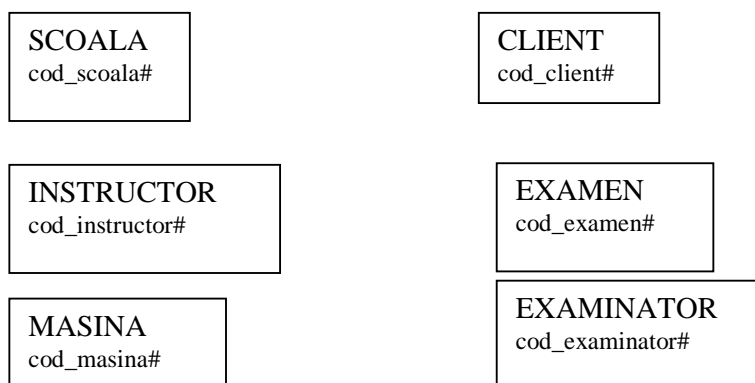 SCOALA
cod_scoala#
CLIENT
cod_client#
INSTRUCTOR
cod_instructor#
EXAMEN
cod_examen#
MASINA
cod_masina#
EXAMINATOR
cod_examinator#